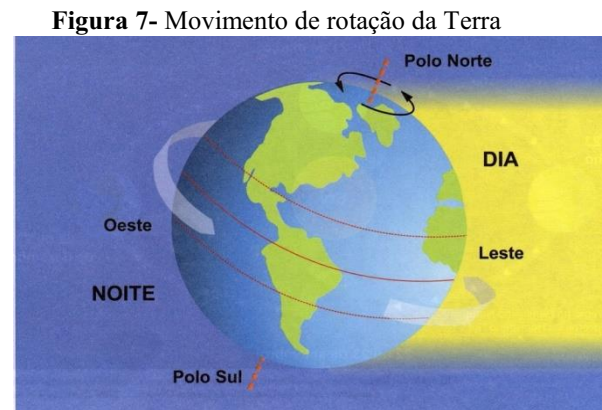 Figura 7- Movimento de rotação da Terra
Polo Norte
DIA
Oeste
Leste
NOITE
Polo Sul